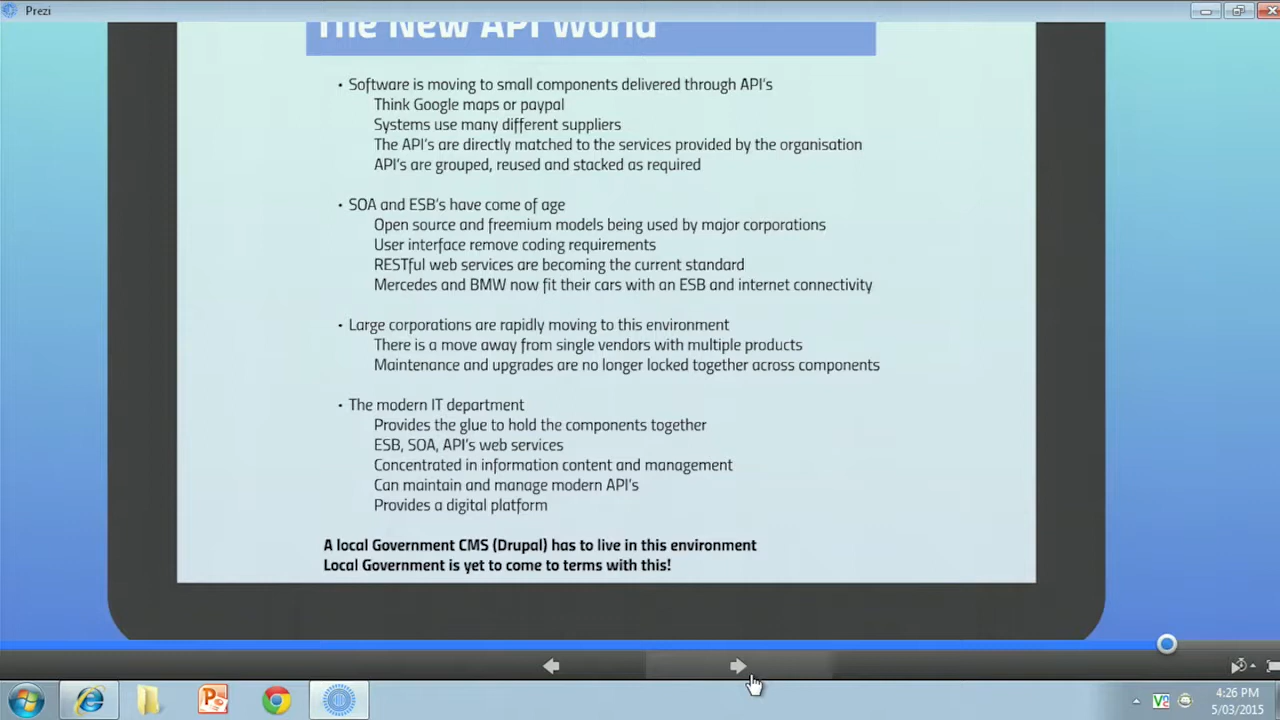 Prezi
The New API World
• Software is moving to small components delivered through API's
Think Google maps or paypal
Systems use many different suppliers
The API's are directly matched to the services provided by the organisation
API's are grouped, reused and stacked as required
• SOA and ESB's have come of age
Open source and freemium models being used by major corporations
User interface remove coding requirements
RESTful web services are becoming the current standard
Mercedes and BMW now fit their cars with an ESB and internet connectivity
• Large corporations are rapidly moving to this environment
There is a move away from single vendors with multiple products
Maintenance and upgrades are no longer locked together across components
• The modern IT department
Provides the glue to hold the components together
ESB, SOA, API's web services
Concentrated in information content and management
Can maintain and manage modern API's
Provides a digital platform
A local Government CMS (Drupal) has to live in this environment
Local Government is yet to come to terms with this!
4:26 PM
5/03/2015